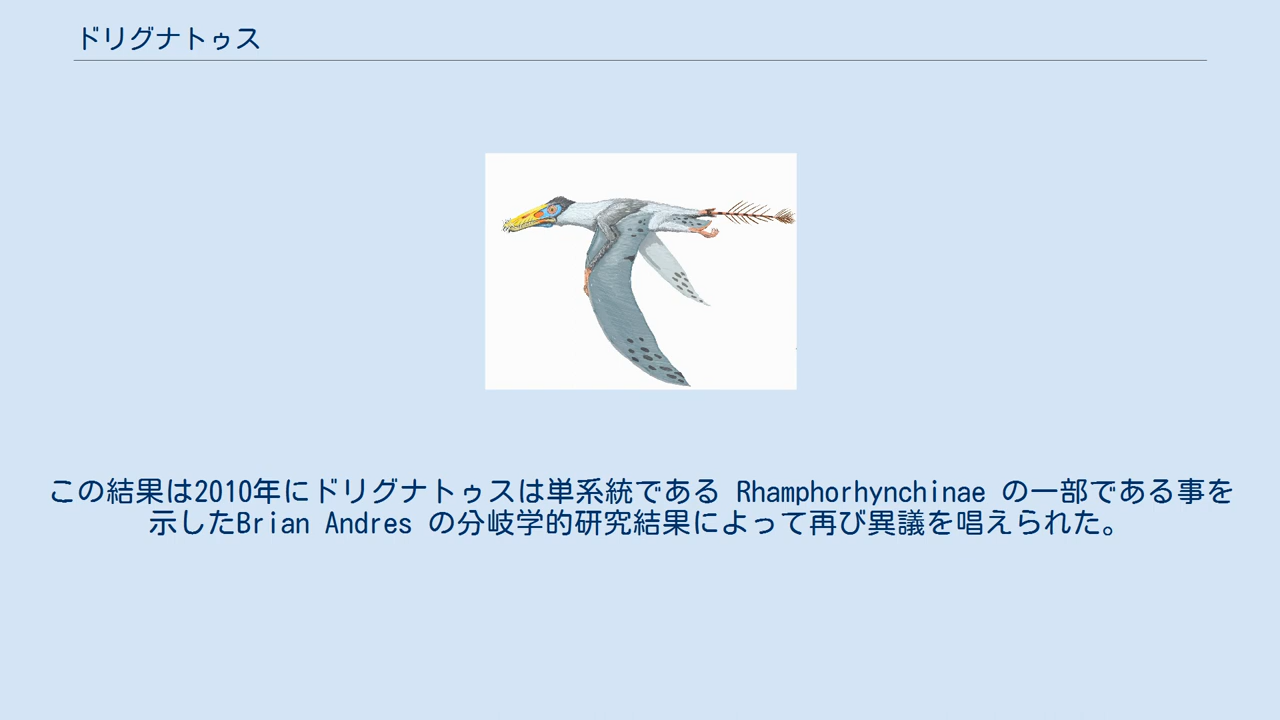 ドリグナトゥス
この結果は2010年にドリグナトゥスは単系統である Rhamphorhynchinae の一部である事を
示したBrian Andres の分岐学的研究結果によって再び異議を唱えられた。